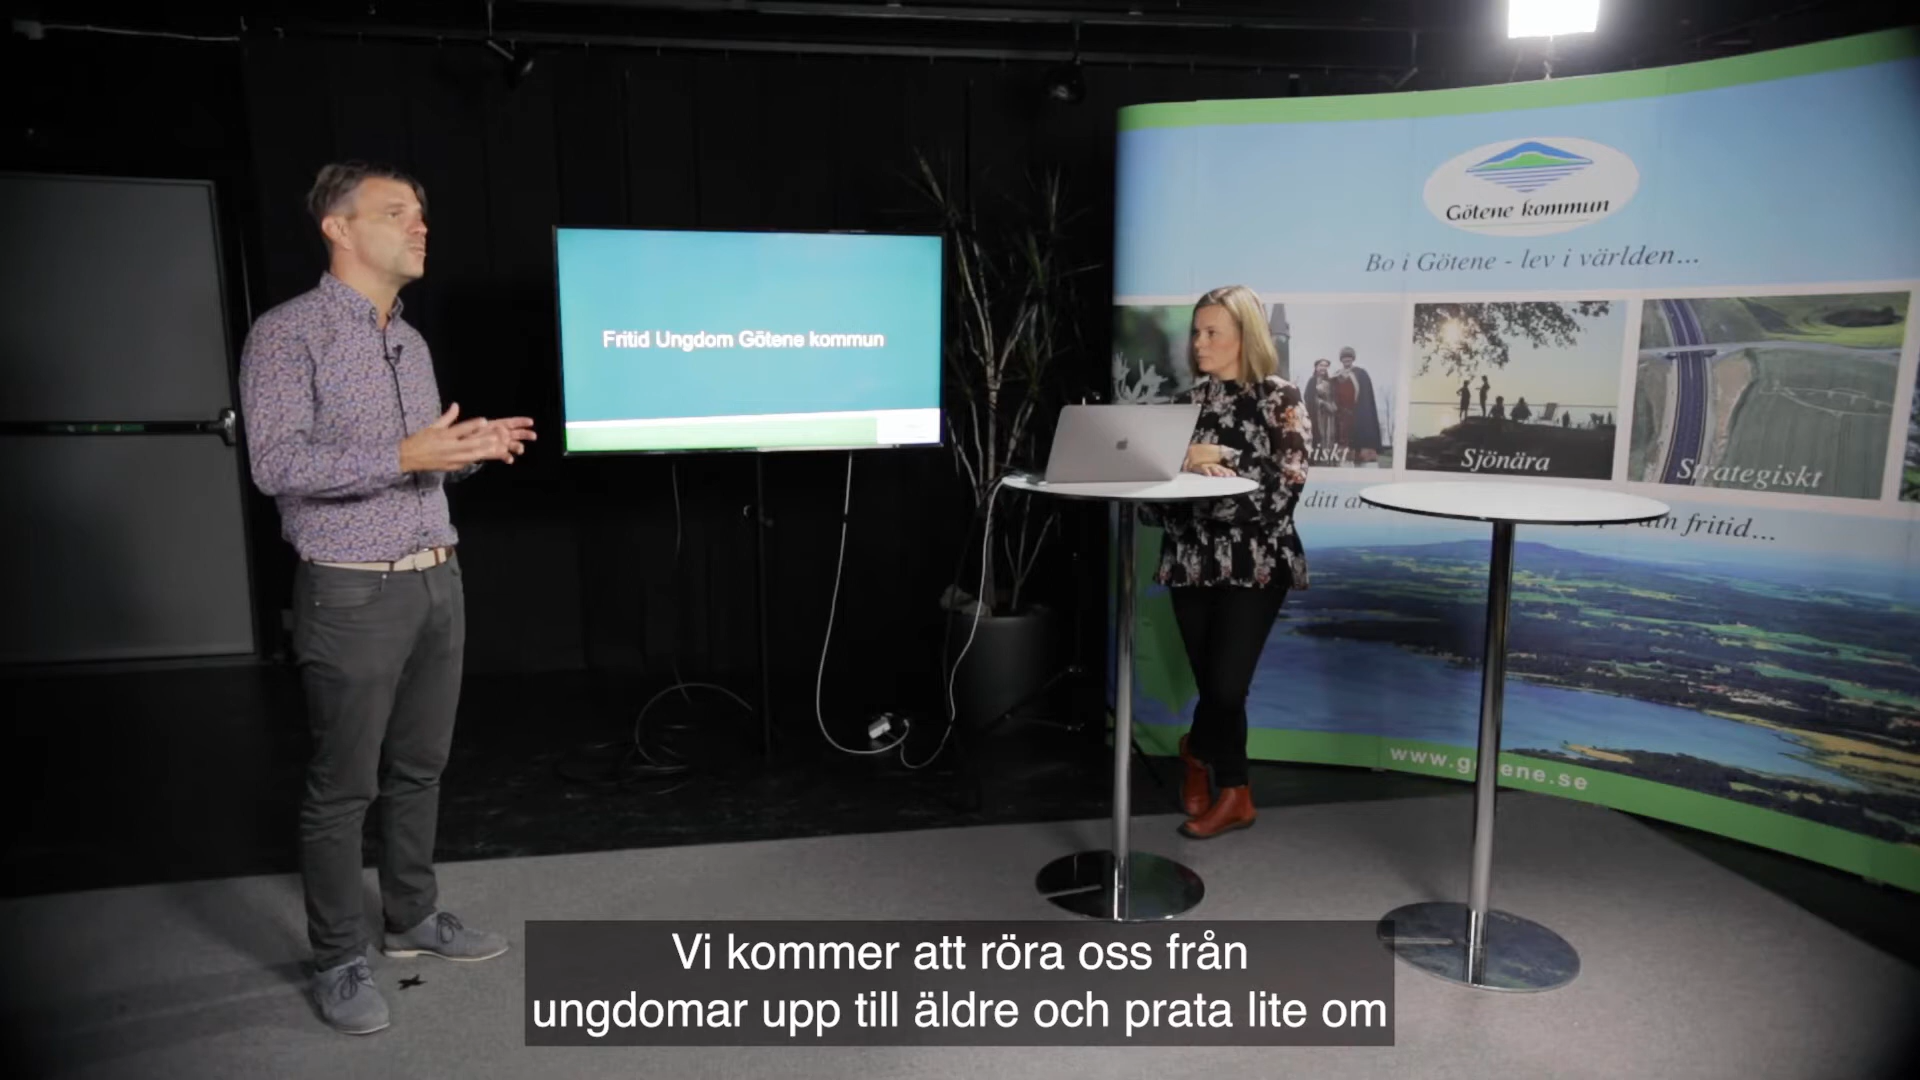 Götene kommun
Bo i Götene - lev i världen...
Fritid Ungdom Götene kommun
Sjönära
Strategiskt
ditt
fritid...
Vi kommer att röra oss från
ungdomar upp till äldre och prata lite om